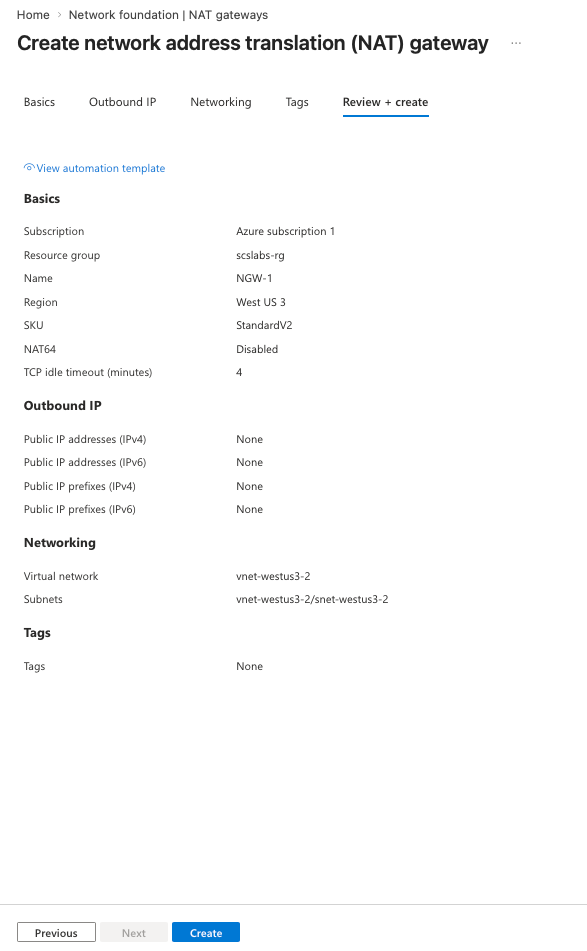 Home > Network foundation | NAT gateways
Create network address translation (NAT) gateway ...
Basics Outbound IP Networking Tags Review + create
View automation template
Basics
Subscription Azure subscription 1
Resource group scslabs-rg
Name NGW-1
Region West US 3
SKU StandardV2
NAT64 Disabled
TCP idle timeout (minutes) 4
Outbound IP
Public IP addresses (IPv4) None
Public IP addresses (IPv6) None
Public IP prefixes (IPv4) None
Public IP prefixes (IPv6) None
Networking
Virtual network vnet-westus3-2
Subnets vnet-westus3-2/snet-westus3-2
Tags
Tags None
Previous Next Create